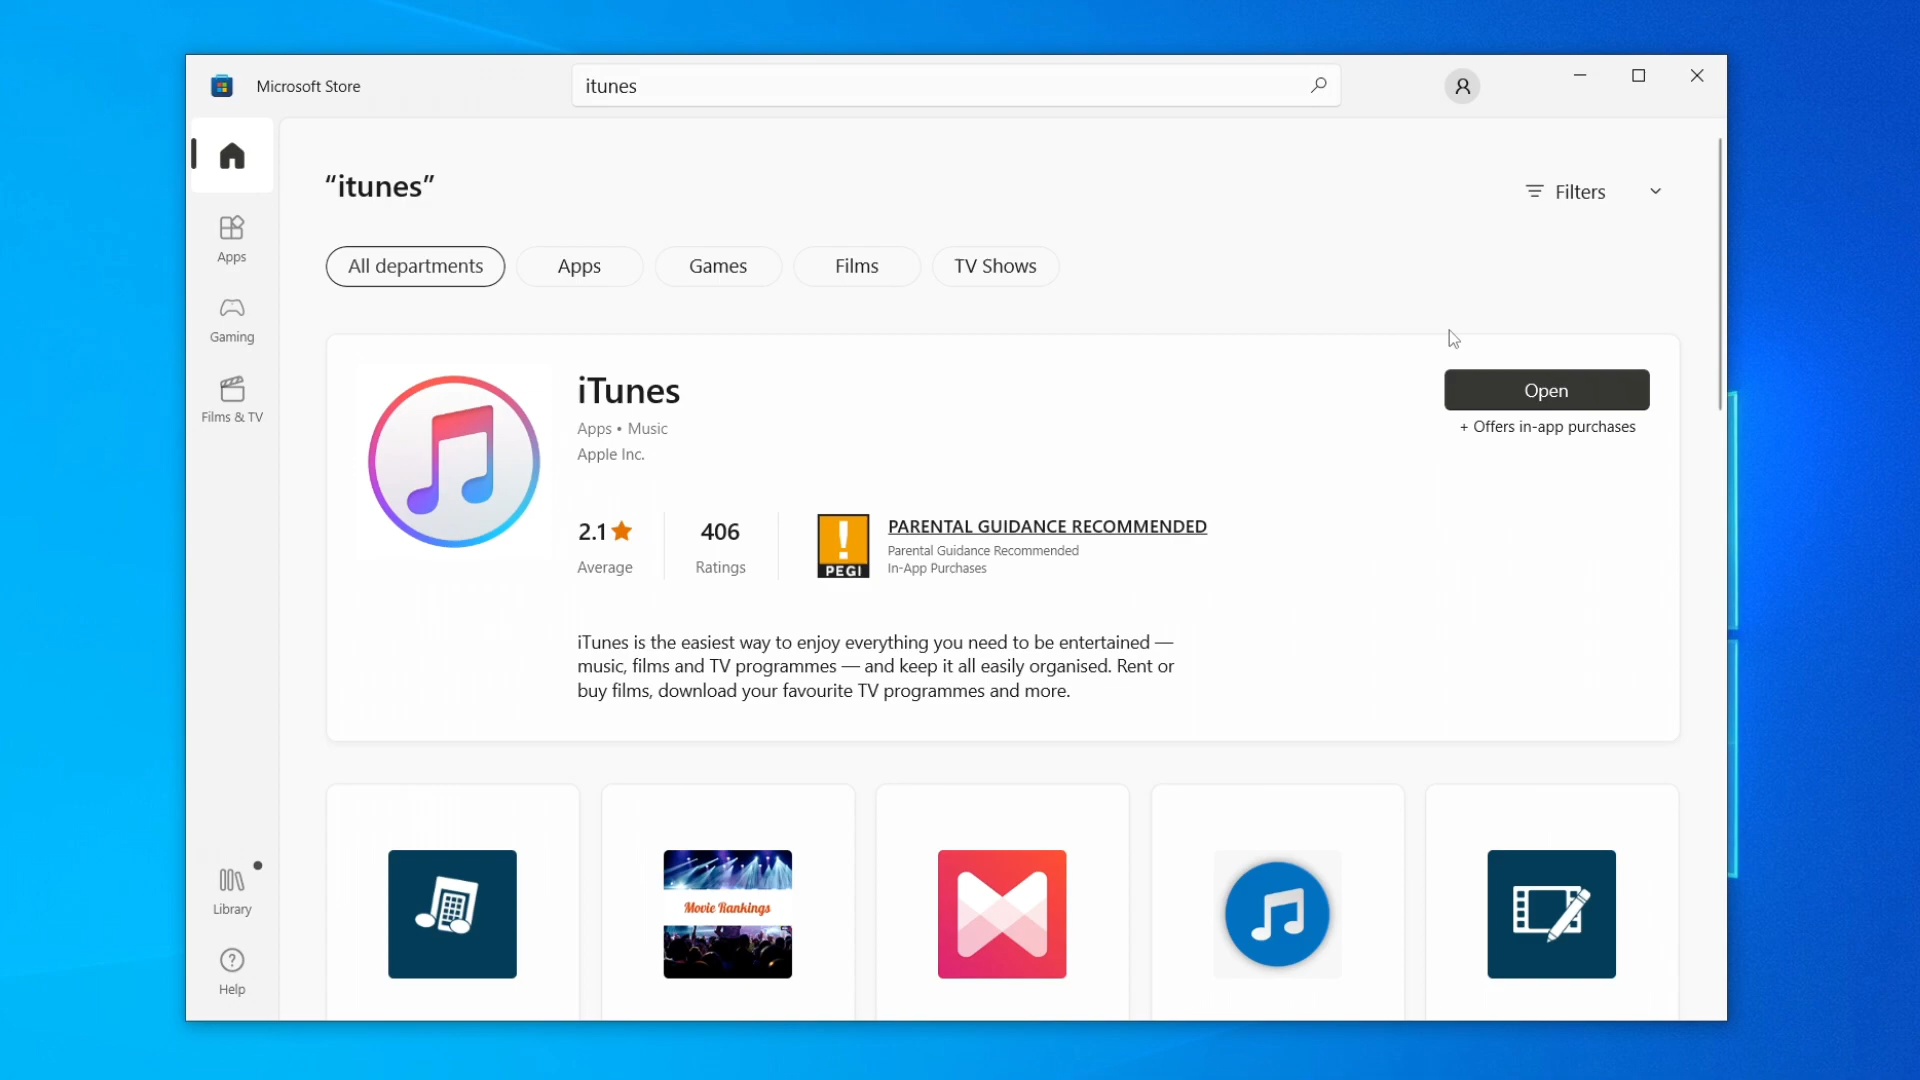 Microsoft Store
itunes
“itunes”
Filters
All departments
Apps
Games
Films
TV Shows
Apps
Gaming
Films & TV
iTunes
Apps • Music
Apple Inc.
Open
+ Offers in-app purchases
2.1
Average
406
Ratings
PEGI
PARENTAL GUIDANCE RECOMMENDED
Parental Guidance Recommended
In-App Purchases
iTunes is the easiest way to enjoy everything you need to be entertained —
music, films and TV programmes — and keep it all easily organised. Rent or
buy films, download your favourite TV programmes and more.
Movie Rankings
Library
Help